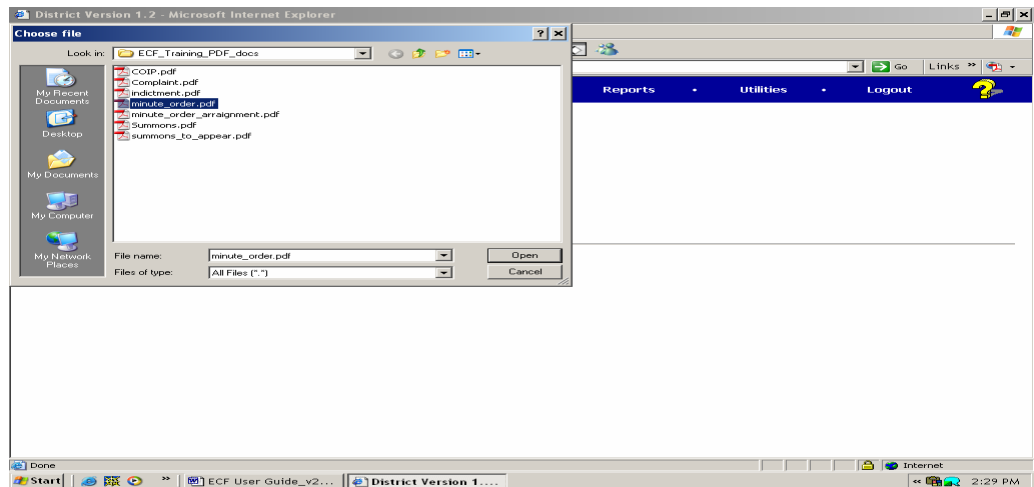 District Version 1.2 - Microsoft Internet Explorer
Choose file
Look in: ECF_Training_PDF_docs
My Recent Documents
Desktop
My Documents
My Computer
My Network Places
COIP.pdf
Complaint.pdf
indictment.pdf
minute_order.pdf
minute_order_arraignment.pdf
Summons.pdf
summons_to_appear.pdf
File name: minute_order.pdf Open
Files of type: All Files (*.*) Cancel
Go Links »
Reports • Utilities • Logout ?
Done Internet
Start » ECF User Guide_v2... District Version 1.... « 2:29 PM